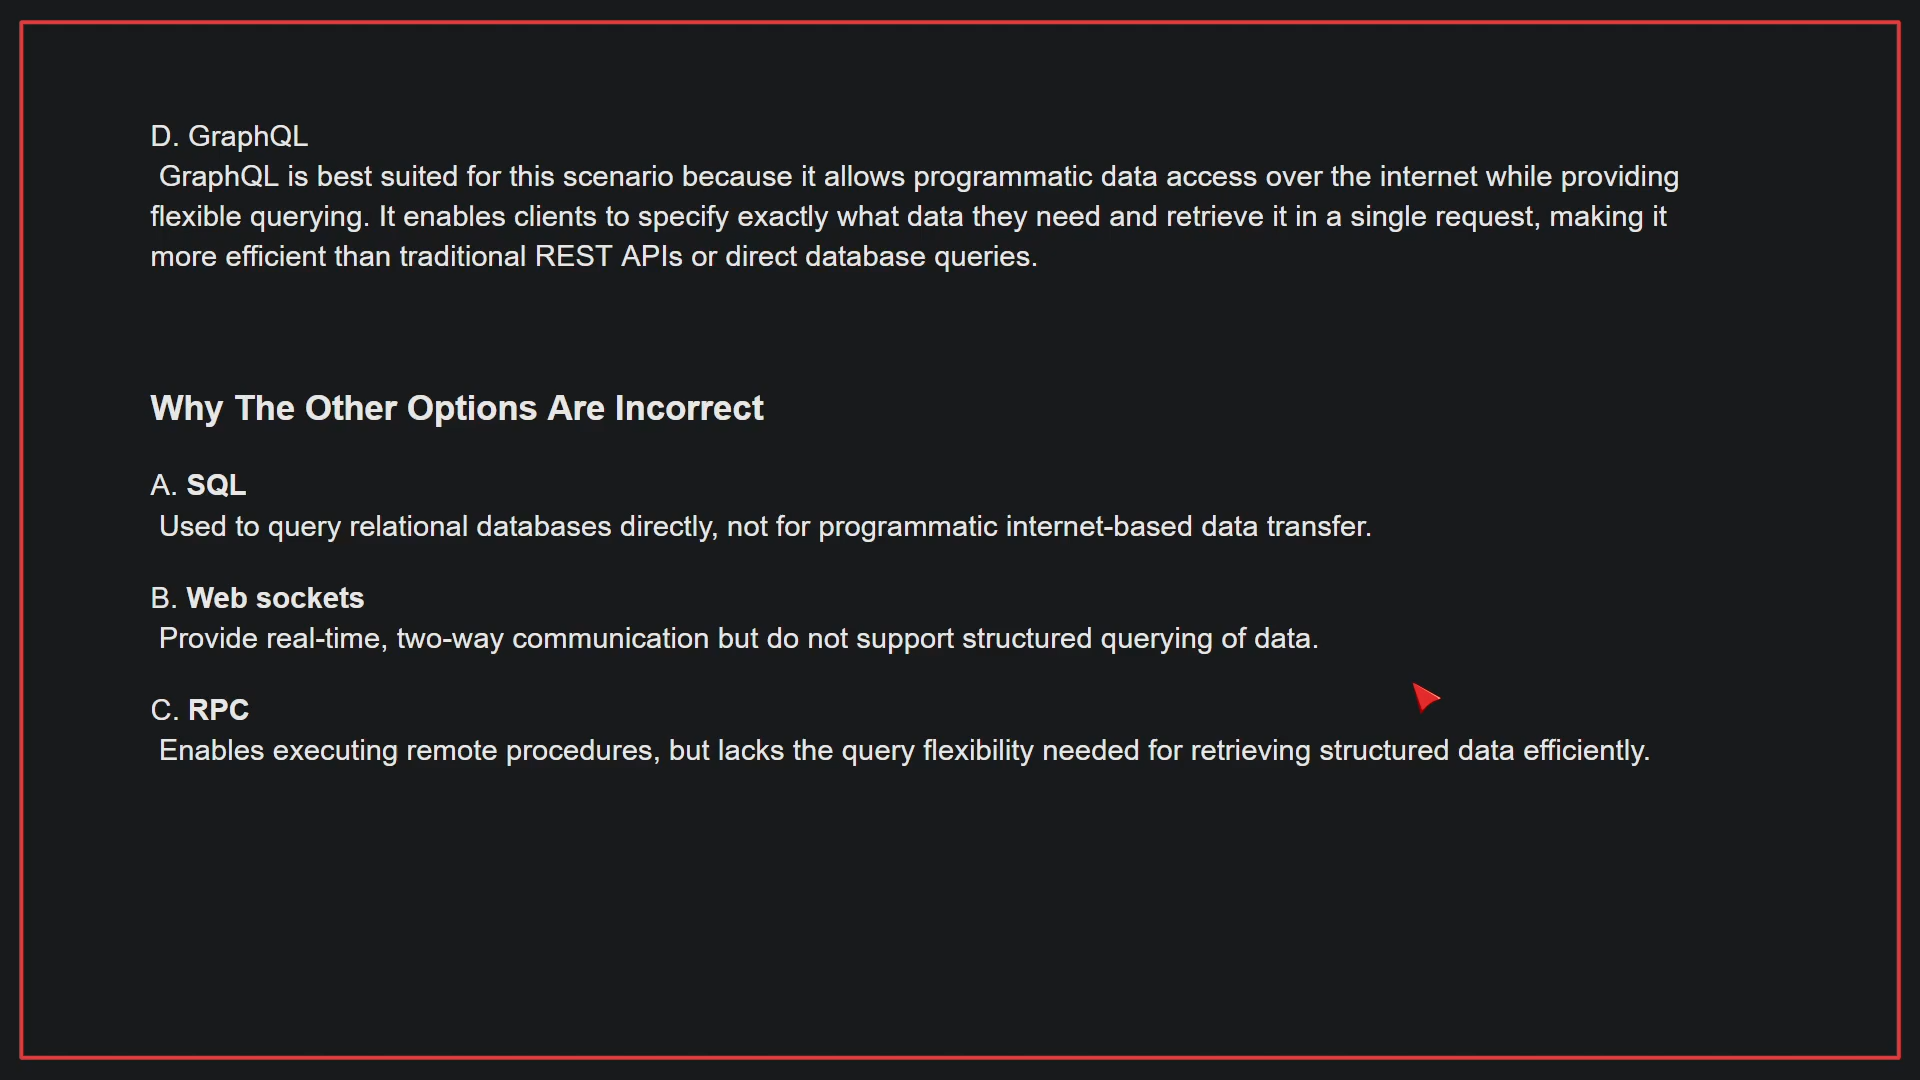 D. GraphQL
GraphQL is best suited for this scenario because it allows programmatic data access over the internet while providing
flexible querying. It enables clients to specify exactly what data they need and retrieve it in a single request, making it
more efficient than traditional REST APIs or direct database queries.
Why The Other Options Are Incorrect
A. SQL
Used to query relational databases directly, not for programmatic internet-based data transfer.
B. Web sockets
Provide real-time, two-way communication but do not support structured querying of data.
C. RPC
Enables executing remote procedures, but lacks the query flexibility needed for retrieving structured data efficiently.